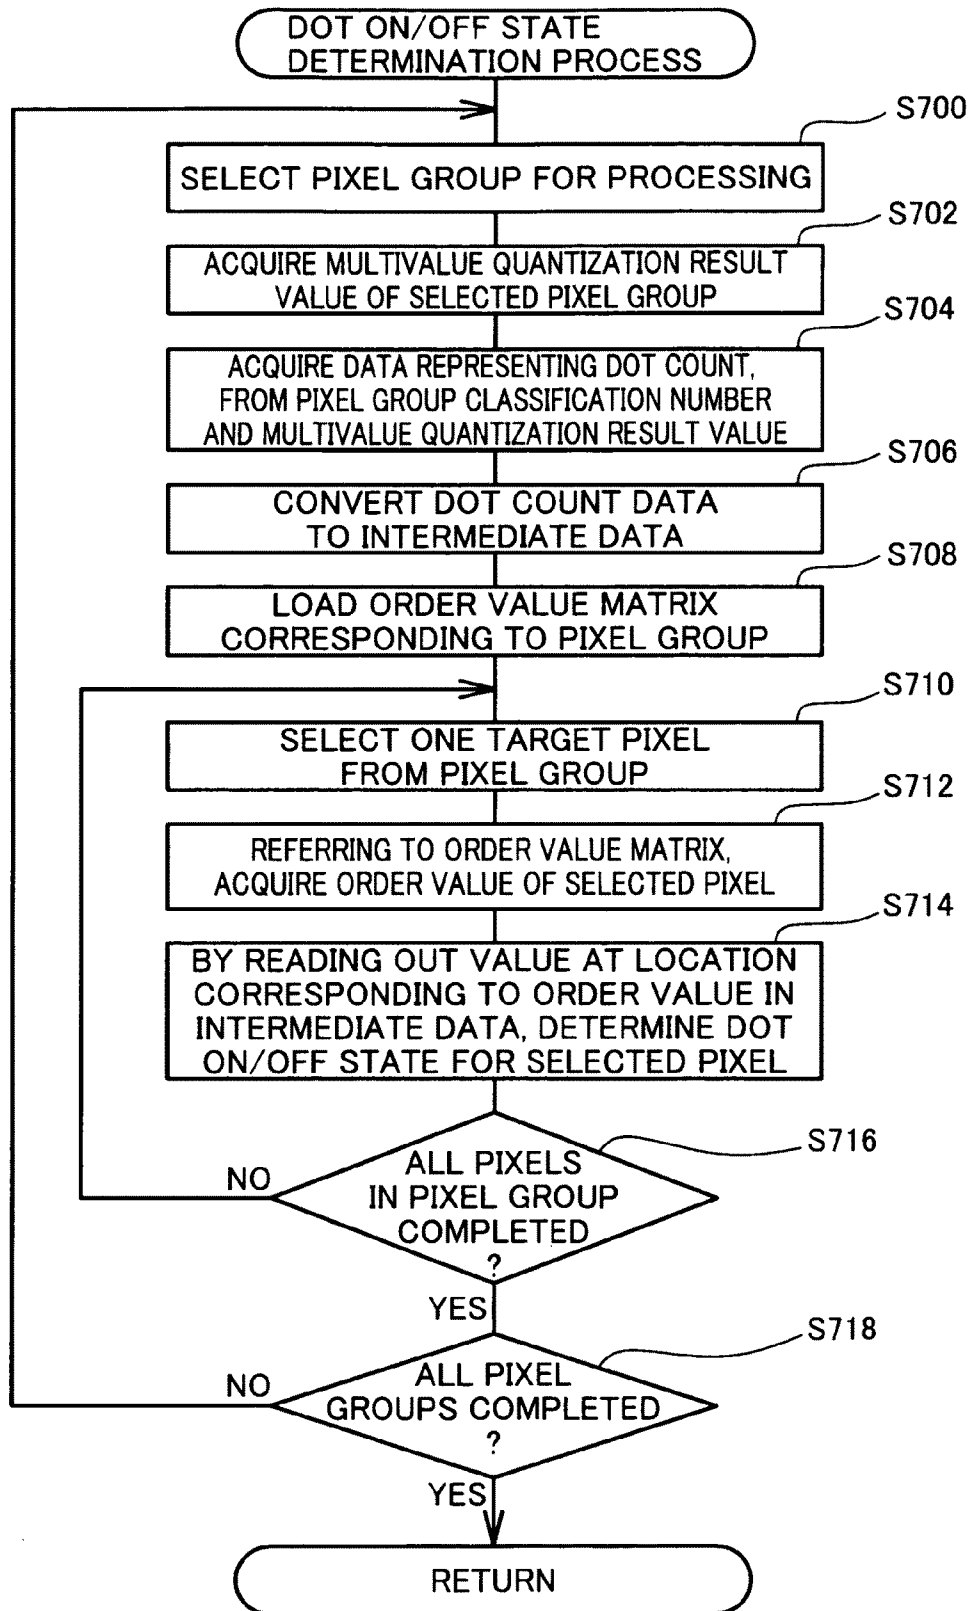 DOT ON/OFF STATE
DETERMINATION PROCESS
S700
SELECT PIXEL GROUP FOR PROCESSING
S702
ACQUIRE MULTIVALUE QUANTIZATION RESULT
VALUE OF SELECTED PIXEL GROUP
S704
ACQUIRE DATA REPRESENTING DOT COUNT,
FROM PIXEL GROUP CLASSIFICATION NUMBER
AND MULTIVALUE QUANTIZATION RESULT VALUE
S706
CONVERT DOT COUNT DATA
TO INTERMEDIATE DATA
S708
LOAD ORDER VALUE MATRIX
CORRESPONDING TO PIXEL GROUP
S710
SELECT ONE TARGET PIXEL
FROM PIXEL GROUP
S712
REFERRING TO ORDER VALUE MATRIX,
ACQUIRE ORDER VALUE OF SELECTED PIXEL
S714
BY READING OUT VALUE AT LOCATION
CORRESPONDING TO ORDER VALUE IN
INTERMEDIATE DATA, DETERMINE DOT
ON/OFF STATE FOR SELECTED PIXEL
S716
NO
ALL PIXELS
IN PIXEL GROUP
COMPLETED
?
YES
S718
NO
ALL PIXEL
GROUPS COMPLETED
?
YES
RETURN